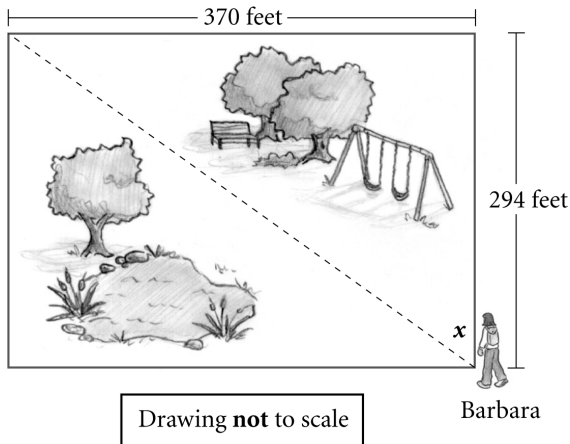 370 feet
294 feet
x
Barbara
Drawing not to scale